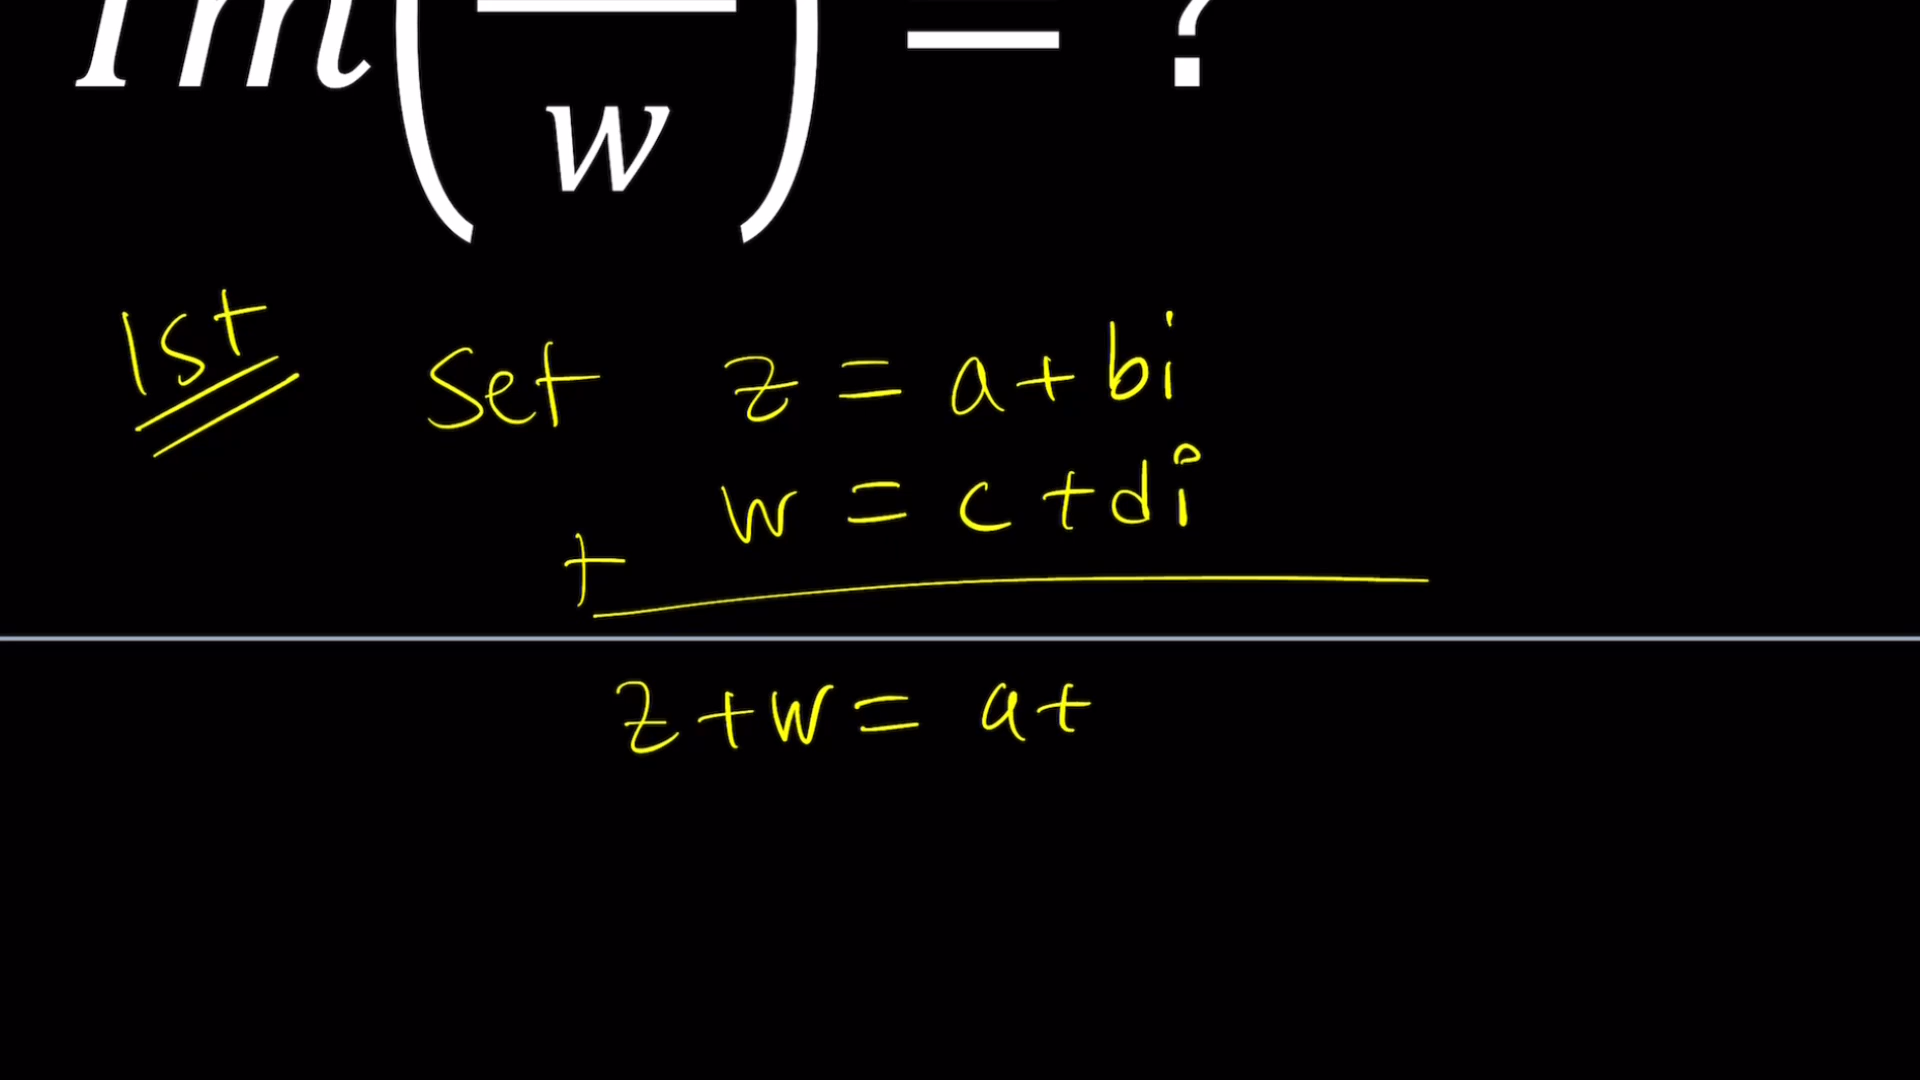 Im( / w) = ?
1st Set z = a + bi
w = c + di
+
z + w = a +